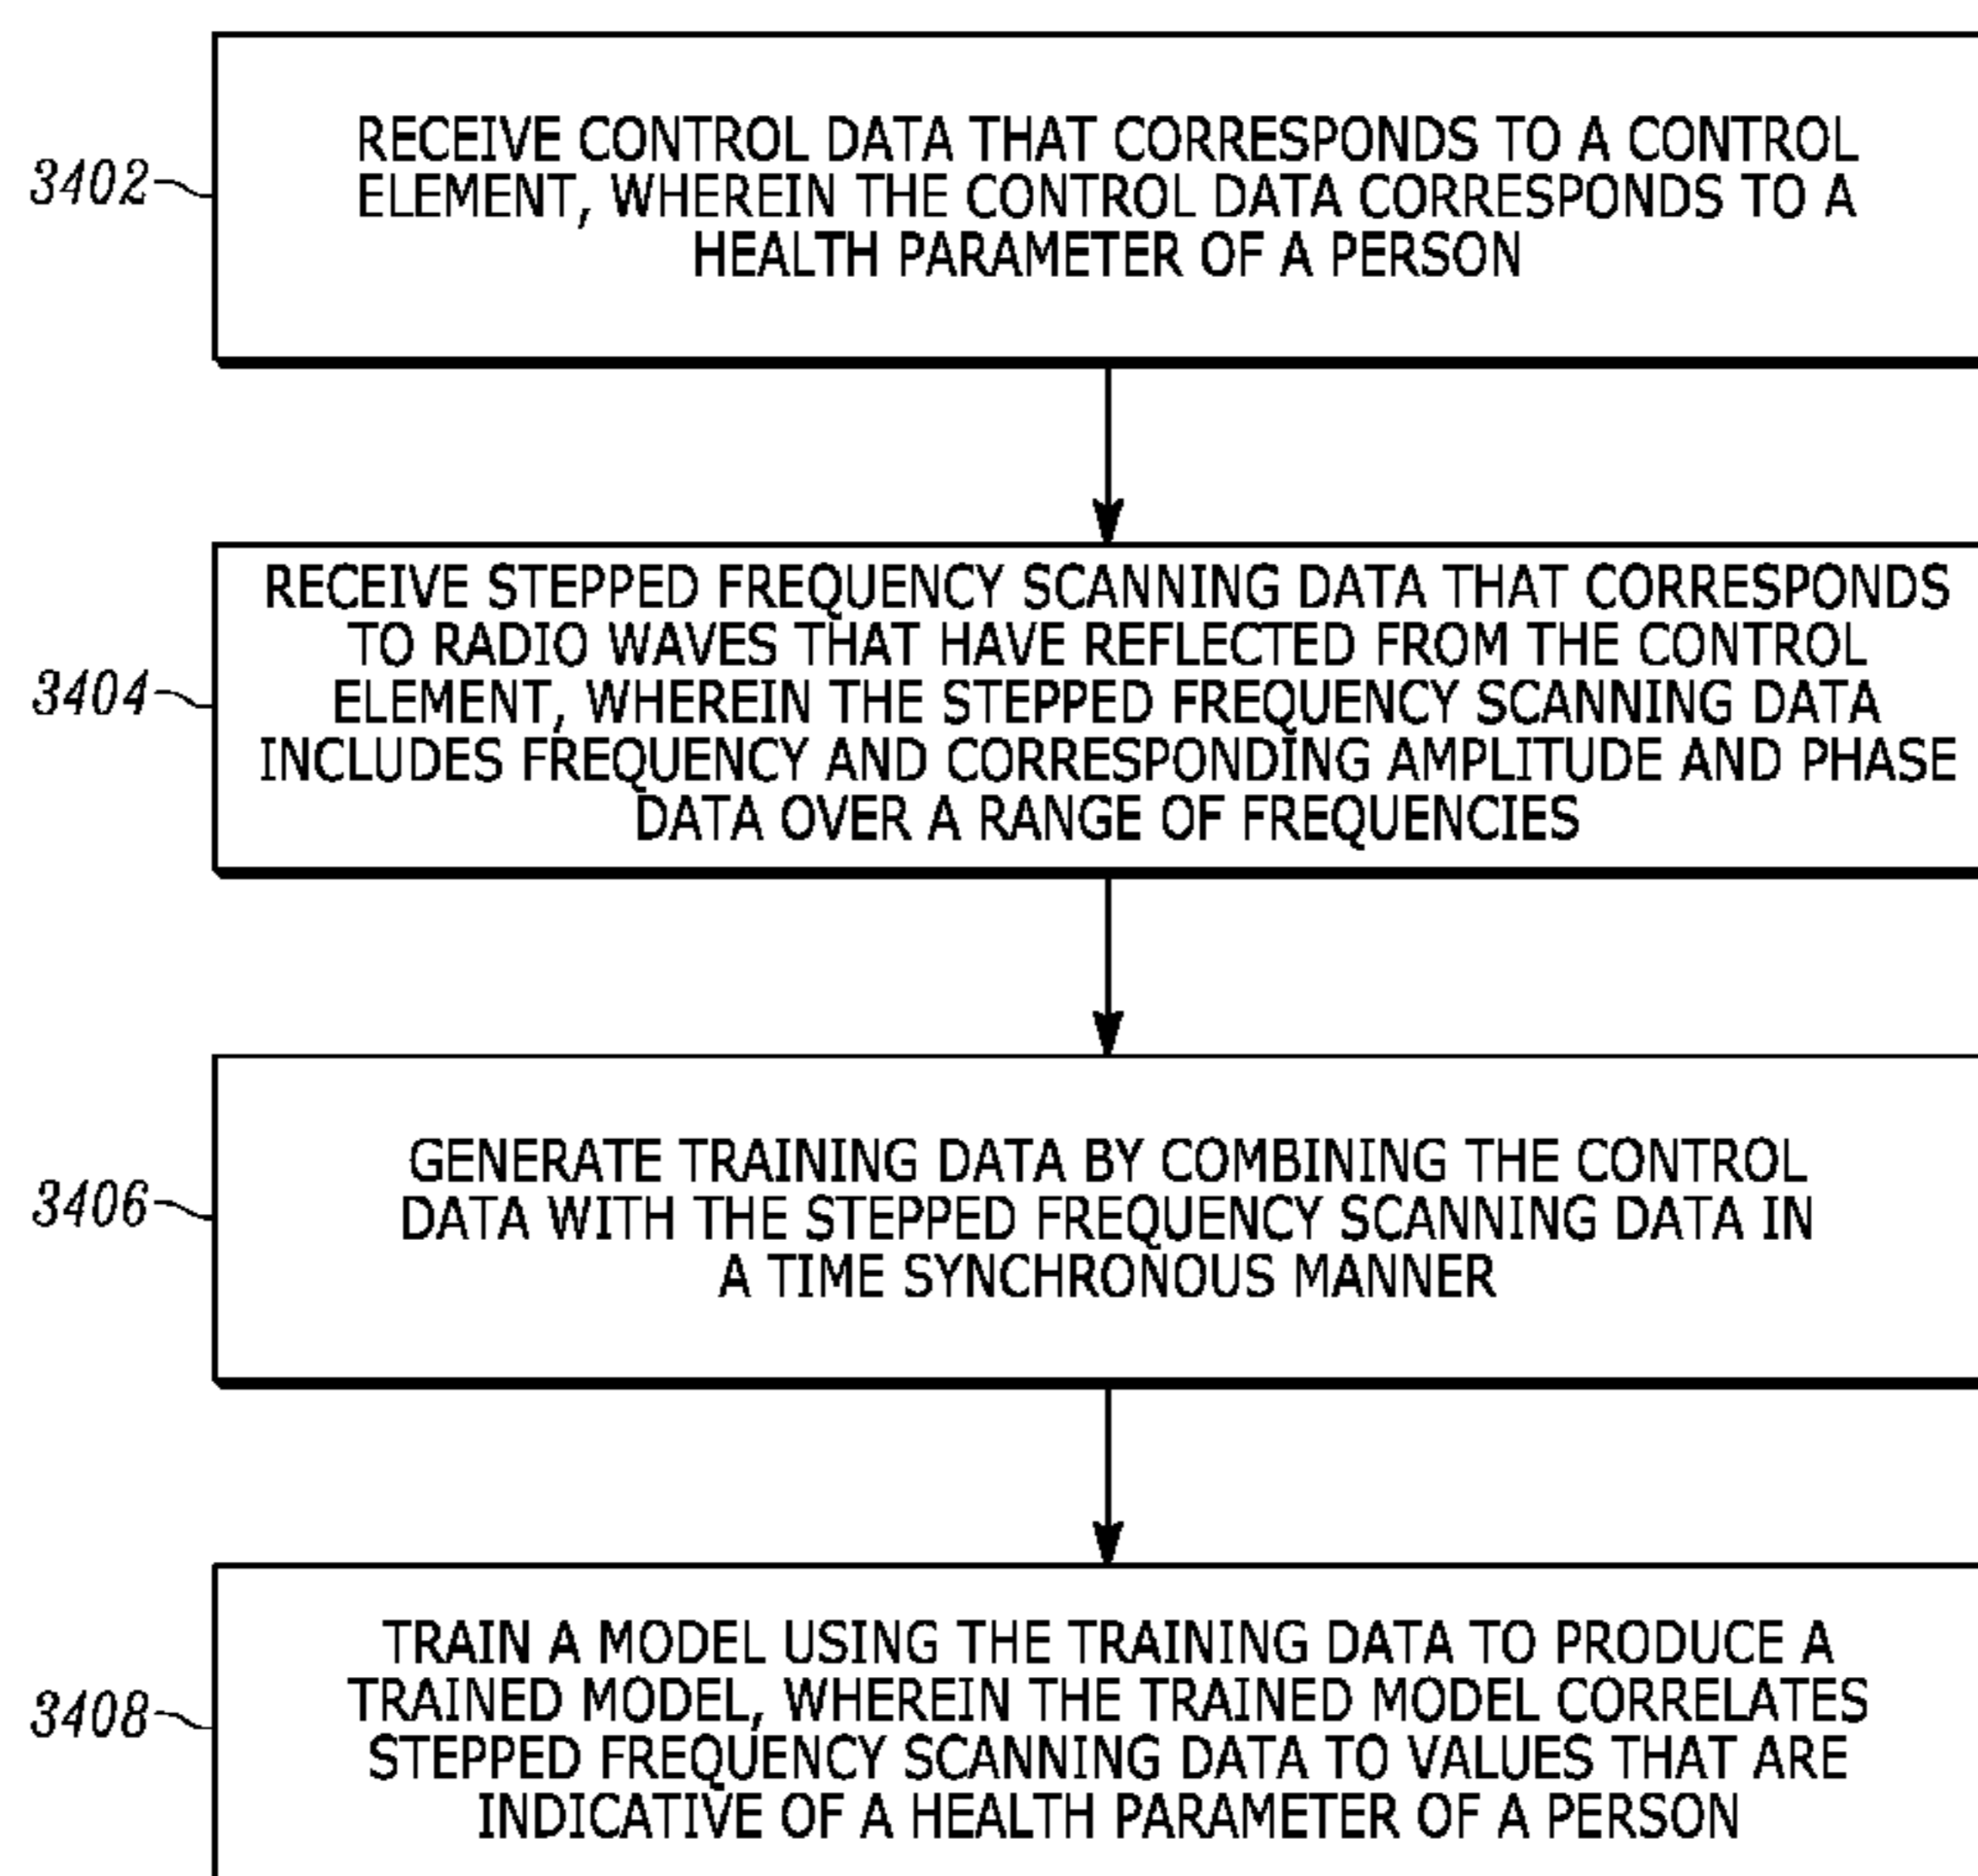 3402
RECEIVE CONTROL DATA THAT CORRESPONDS TO A CONTROL
ELEMENT, WHEREIN THE CONTROL DATA CORRESPONDS TO A
HEALTH PARAMETER OF A PERSON
3404
RECEIVE STEPPED FREQUENCY SCANNING DATA THAT CORRESPONDS
TO RADIO WAVES THAT HAVE REFLECTED FROM THE CONTROL
ELEMENT, WHEREIN THE STEPPED FREQUENCY SCANNING DATA
INCLUDES FREQUENCY AND CORRESPONDING AMPLITUDE AND PHASE
DATA OVER A RANGE OF FREQUENCIES
3406
GENERATE TRAINING DATA BY COMBINING THE CONTROL
DATA WITH THE STEPPED FREQUENCY SCANNING DATA IN
A TIME SYNCHRONOUS MANNER
3408
TRAIN A MODEL USING THE TRAINING DATA TO PRODUCE A
TRAINED MODEL, WHEREIN THE TRAINED MODEL CORRELATES
STEPPED FREQUENCY SCANNING DATA TO VALUES THAT ARE
INDICATIVE OF A HEALTH PARAMETER OF A PERSON